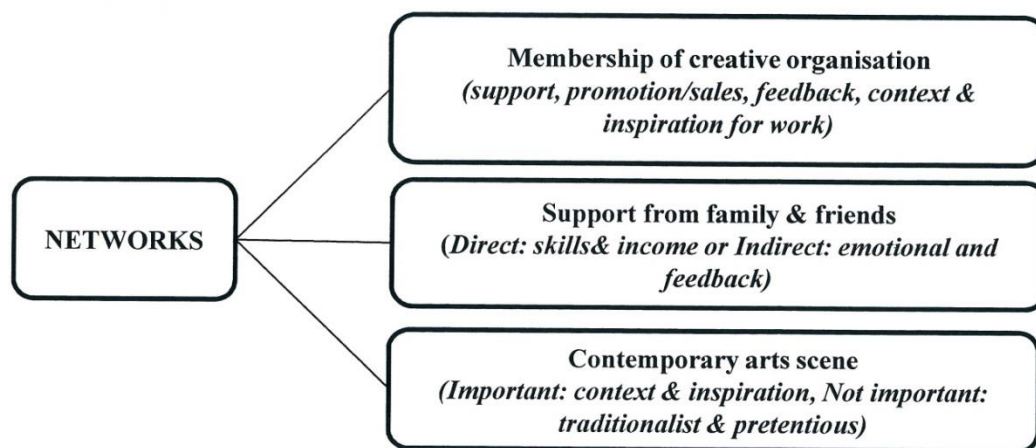 NETWORKS
Membership of creative organisation
(support, promotion/sales, feedback, context &
inspiration for work)
Support from family & friends
(Direct: skills& income or Indirect: emotional and
feedback)
Contemporary arts scene
(Important: context & inspiration, Not important:
traditionalist & pretentious)